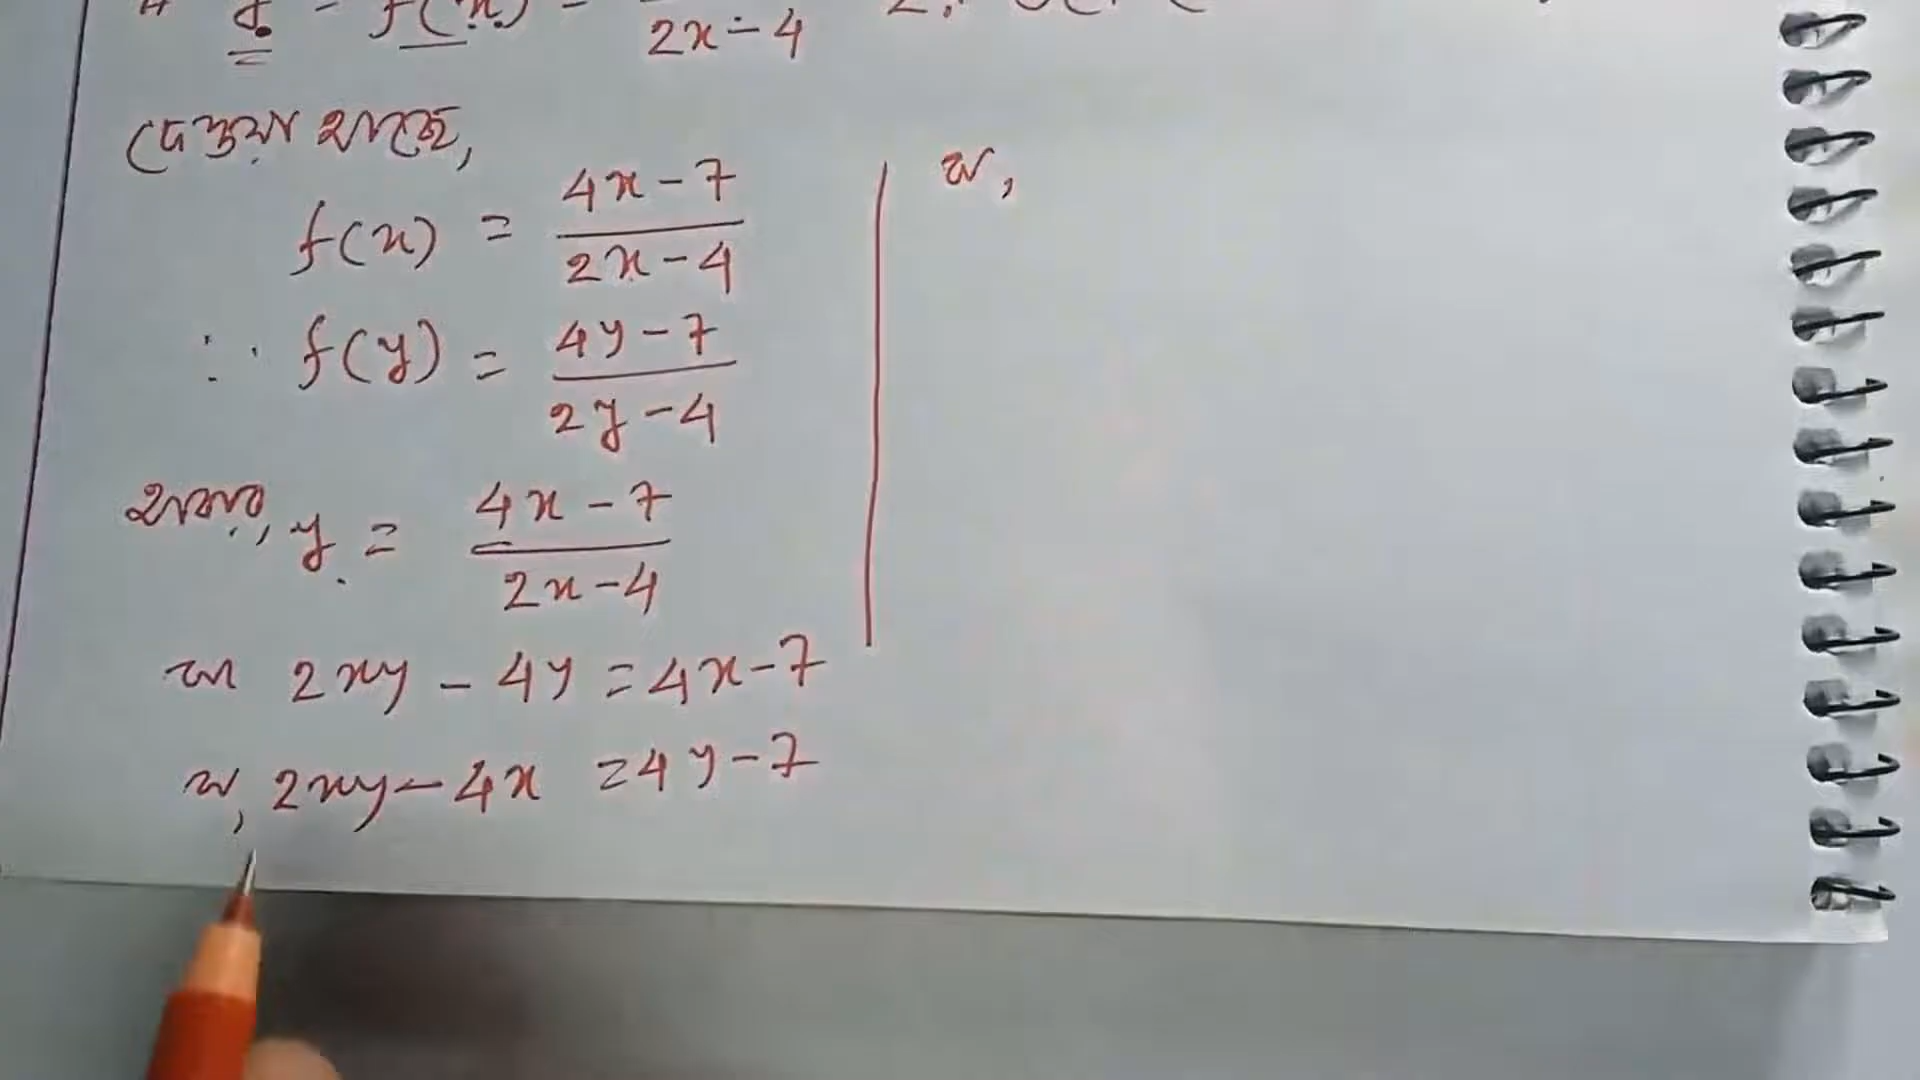 2x-4
দেওয়া আছে,
f(x) = (4x-7)/(2x-4)
∴ f(y) = (4y-7)/(2y-4)
আবার, y = (4x-7)/(2x-4)
বা 2xy - 4y = 4x-7
বা, 2xy - 4x = 4y-7
বা,